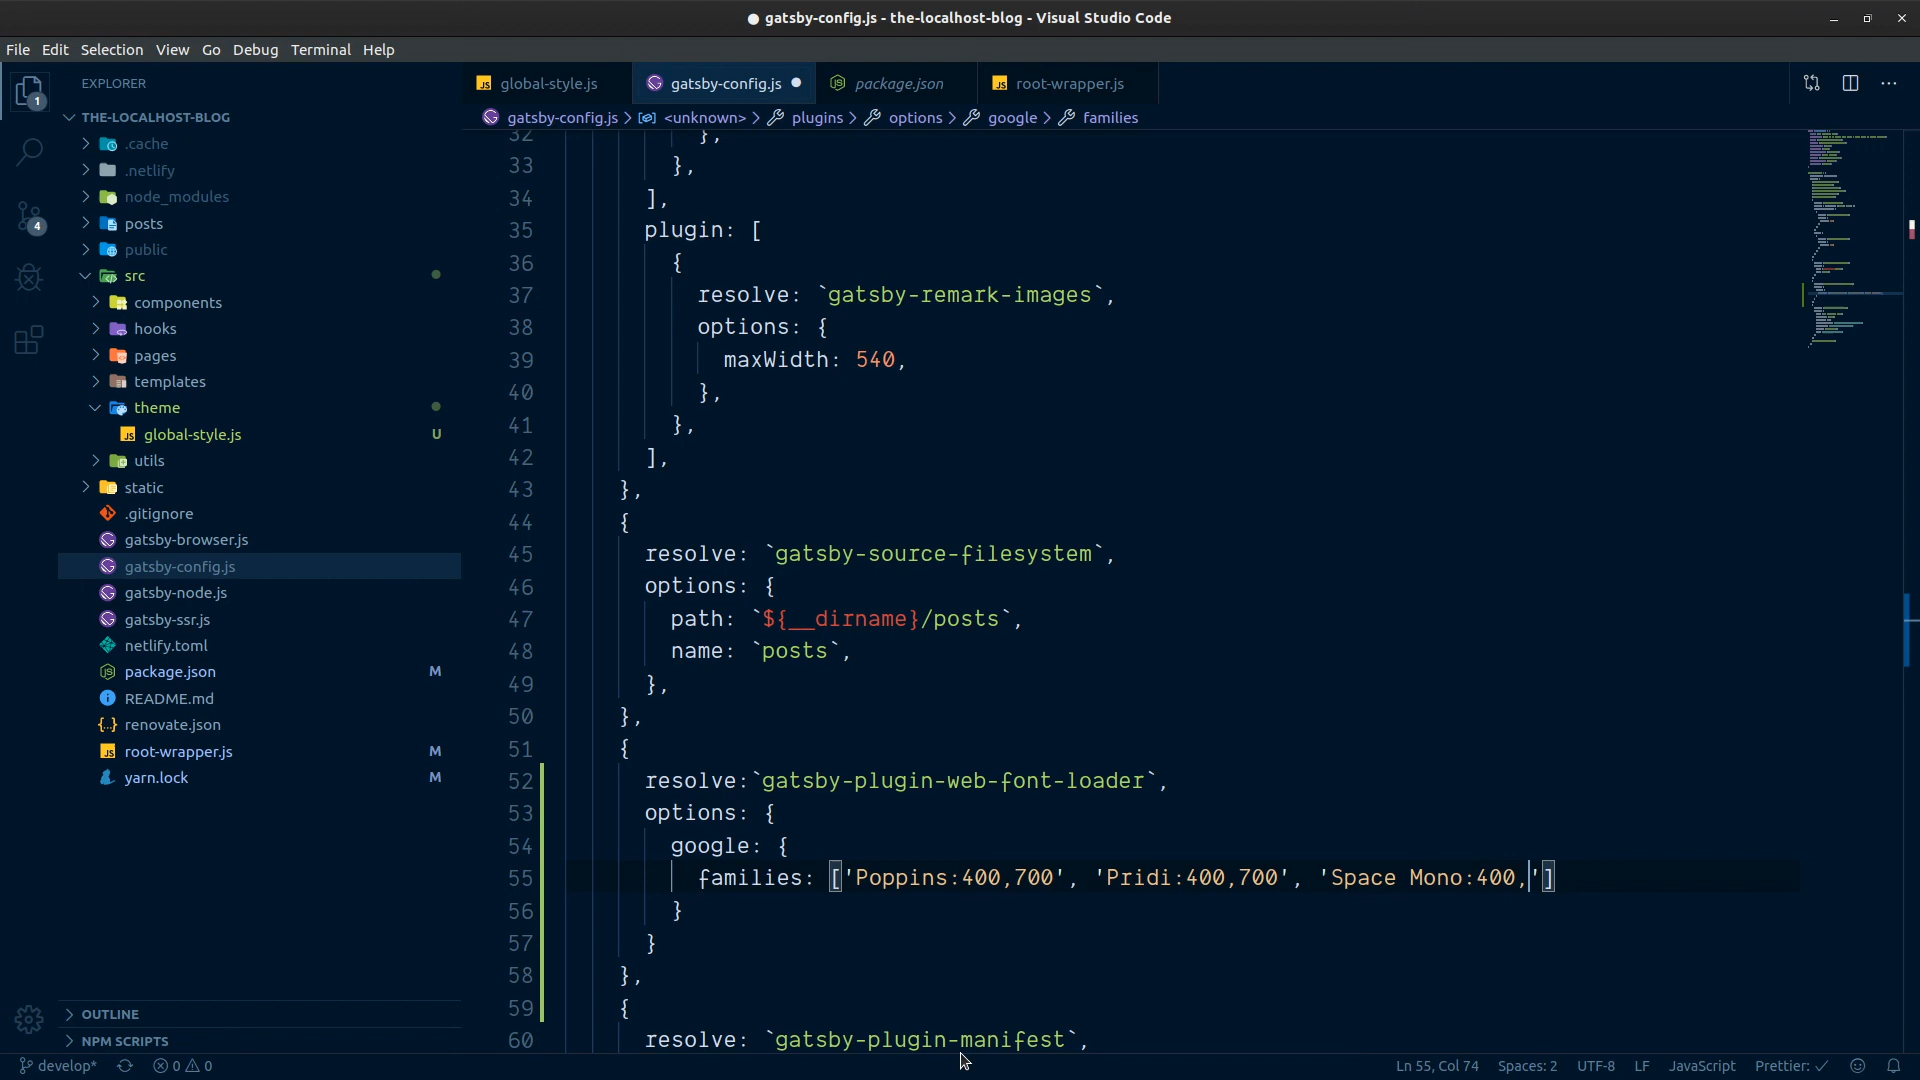 ● gatsby-config.js - the-localhost-blog - Visual Studio Code
File Edit Selection View Go Debug Terminal Help
1
4
EXPLORER
THE-LOCALHOST-BLOG
.cache
.netlify
node_modules
posts
public
src
components
hooks
pages
templates
theme
JS global-style.js U
utils
static
.gitignore
gatsby-browser.js
gatsby-config.js
gatsby-node.js
gatsby-ssr.js
netlify.toml
package.json M
README.md
{..} renovate.json
JS root-wrapper.js M
yarn.lock M
OUTLINE
NPM SCRIPTS
JS global-style.js gatsby-config.js ● package.json JS root-wrapper.js
gatsby-config.js > <unknown> > plugins > options > google > families
32 },
33 },
34 ],
35 plugin: [
36 {
37 resolve: `gatsby-remark-images`,
38 options: {
39 maxWidth: 540,
40 },
41 },
42 ],
43 },
44 {
45 resolve: `gatsby-source-filesystem`,
46 options: {
47 path: `${__dirname}/posts`,
48 name: `posts`,
49 },
50 },
51 {
52 resolve:`gatsby-plugin-web-font-loader`,
53 options: {
54 google: {
55 families: ['Poppins:400,700', 'Pridi:400,700', 'Space Mono:400,']
56 }
57 }
58 },
59 {
60 resolve: `gatsby-plugin-manifest`,
develop* 0 0 Ln 55, Col 74 Spaces: 2 UTF-8 LF JavaScript Prettier: ✓